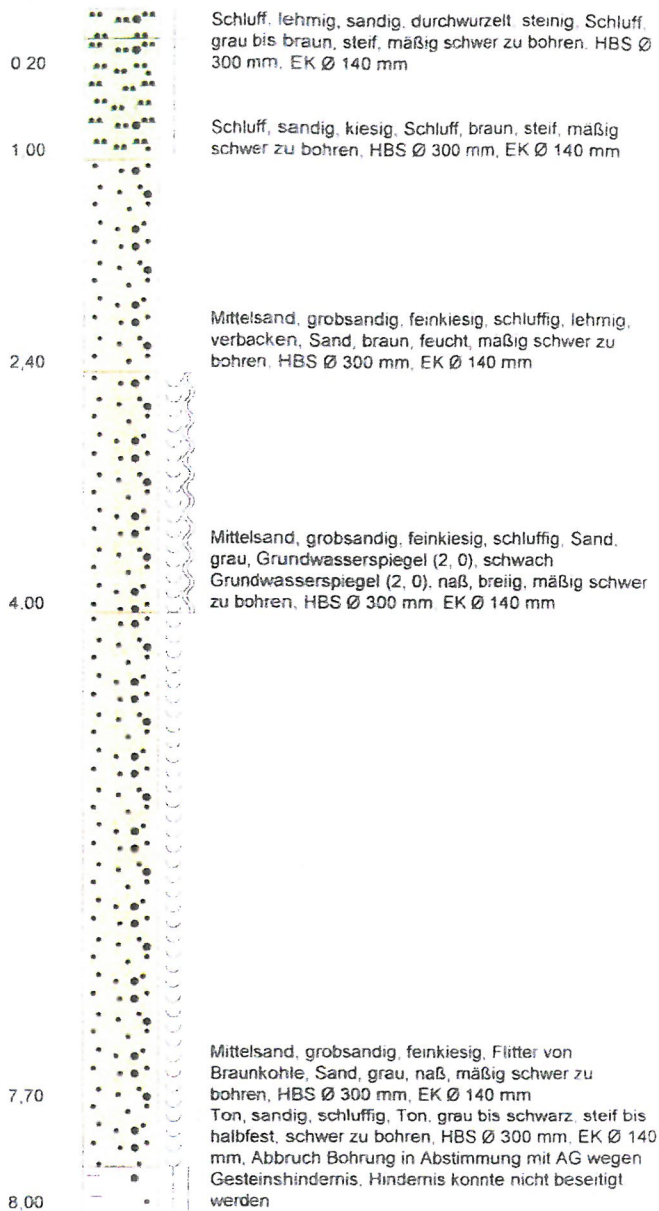 Schluff, lehmig, sandig, durchwurzelt, steinig, Schluff,
grau bis braun, steif, mäßig schwer zu bohren, HBS Ø
0.20 300 mm, EK Ø 140 mm
Schluff, sandig, kiesig, Schluff, braun, steif, mäßig
1,00 schwer zu bohren, HBS Ø 300 mm, EK Ø 140 mm
Mittelsand, grobsandig, feinkiesig, schluffig, lehmig,
verbacken, Sand, braun, feucht, mäßig schwer zu
2,40 bohren, HBS Ø 300 mm, EK Ø 140 mm
Mittelsand, grobsandig, feinkiesig, schluffig, Sand,
grau, Grundwasserspiegel (2, 0), schwach
Grundwasserspiegel (2, 0), naß, breiig, mäßig schwer
4.00 zu bohren, HBS Ø 300 mm, EK Ø 140 mm
Mittelsand, grobsandig, feinkiesig, Flitter von
Braunkohle, Sand, grau, naß, mäßig schwer zu
7,70 bohren, HBS Ø 300 mm, EK Ø 140 mm
Ton, sandig, schluffig, Ton, grau bis schwarz, steif bis
halbfest, schwer zu bohren, HBS Ø 300 mm, EK Ø 140
mm, Abbruch Bohrung in Abstimmung mit AG wegen
Gesteinshindernis, Hindernis konnte nicht beseitigt
8,00 werden